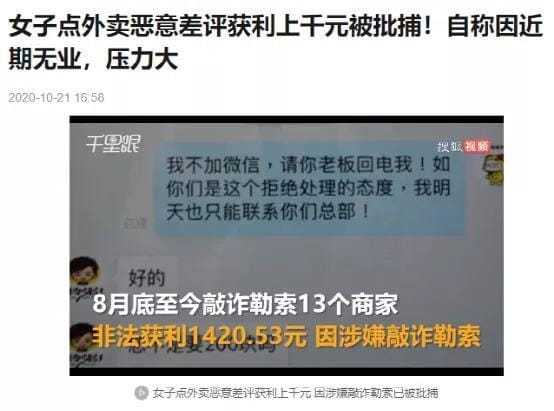 女子点外卖恶意差评获利上千元被批捕！自称因近
期无业，压力大
2020-10-21 16:56
千里眼
搜狐视频
我不加微信，请你老板回电我！如
你们是这个拒绝处理的态度，我明
天也只能联系你们总部！
已读
好的
8月底至今敲诈勒索13个商家
非法获利1420.53元 因涉嫌敲诈勒索
女子点外卖恶意差评获利上千元 因涉嫌敲诈勒索已被批捕